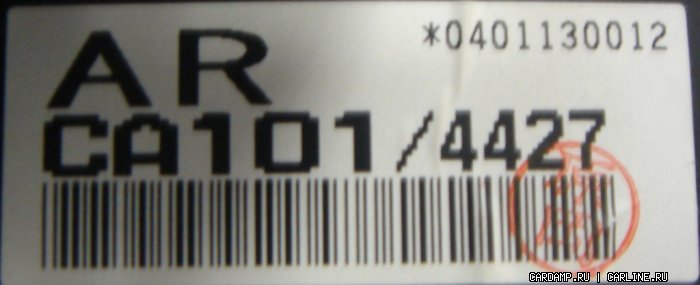 AR
*0401130012
CA101/4427
CARDAMP.RU | CARLINE.RU